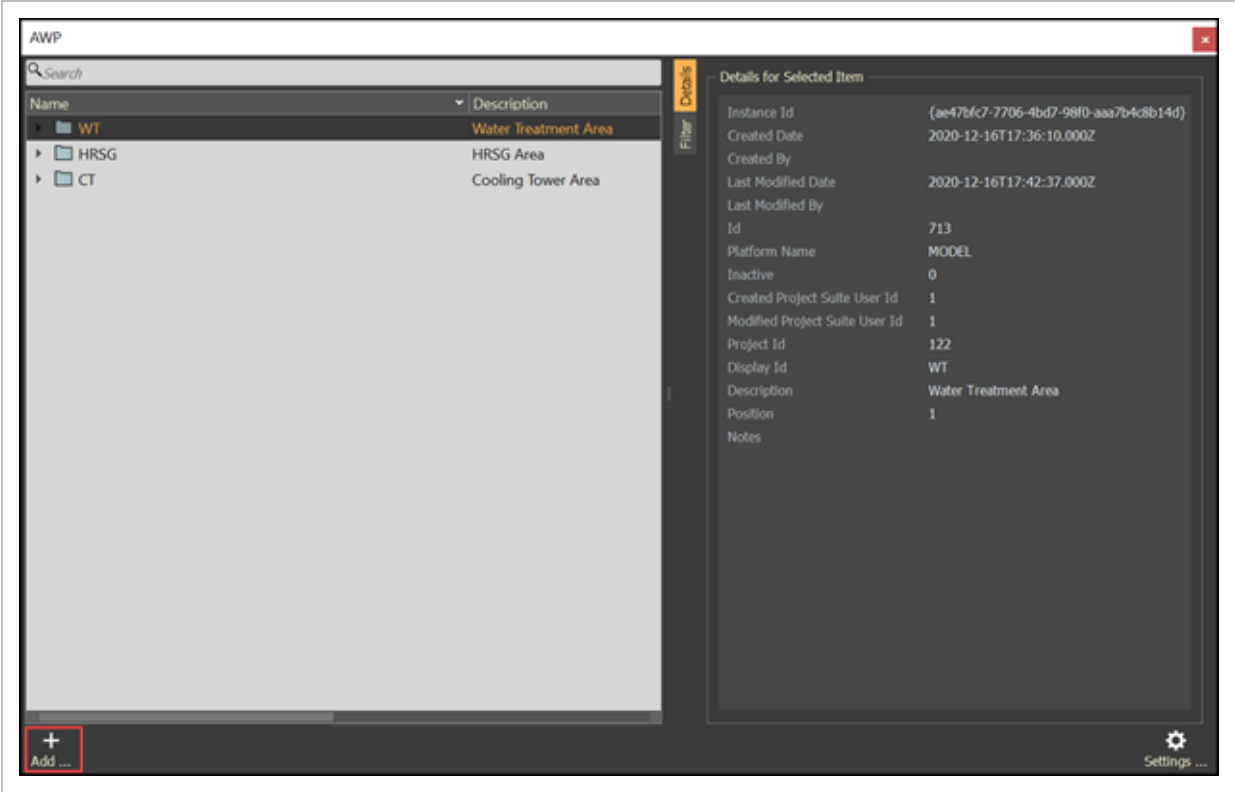 AWP
Search
Name Description
WT Water Treatment Area
HRSG HRSG Area
CT Cooling Tower Area
Details
Filter
Details for Selected Item
Instance Id {ae47bfc7-7706-4bd7-98f0-aaa7b4c8b14d}
Created Date 2020-12-16T17:36:10.000Z
Created By
Last Modified Date 2020-12-16T17:42:37.000Z
Last Modified By
Id 713
Platform Name MODEL
Inactive 0
Created Project Suite User Id 1
Modified Project Suite User Id 1
Project Id 122
Display Id WT
Description Water Treatment Area
Position 1
Notes
Add ...
Settings ...